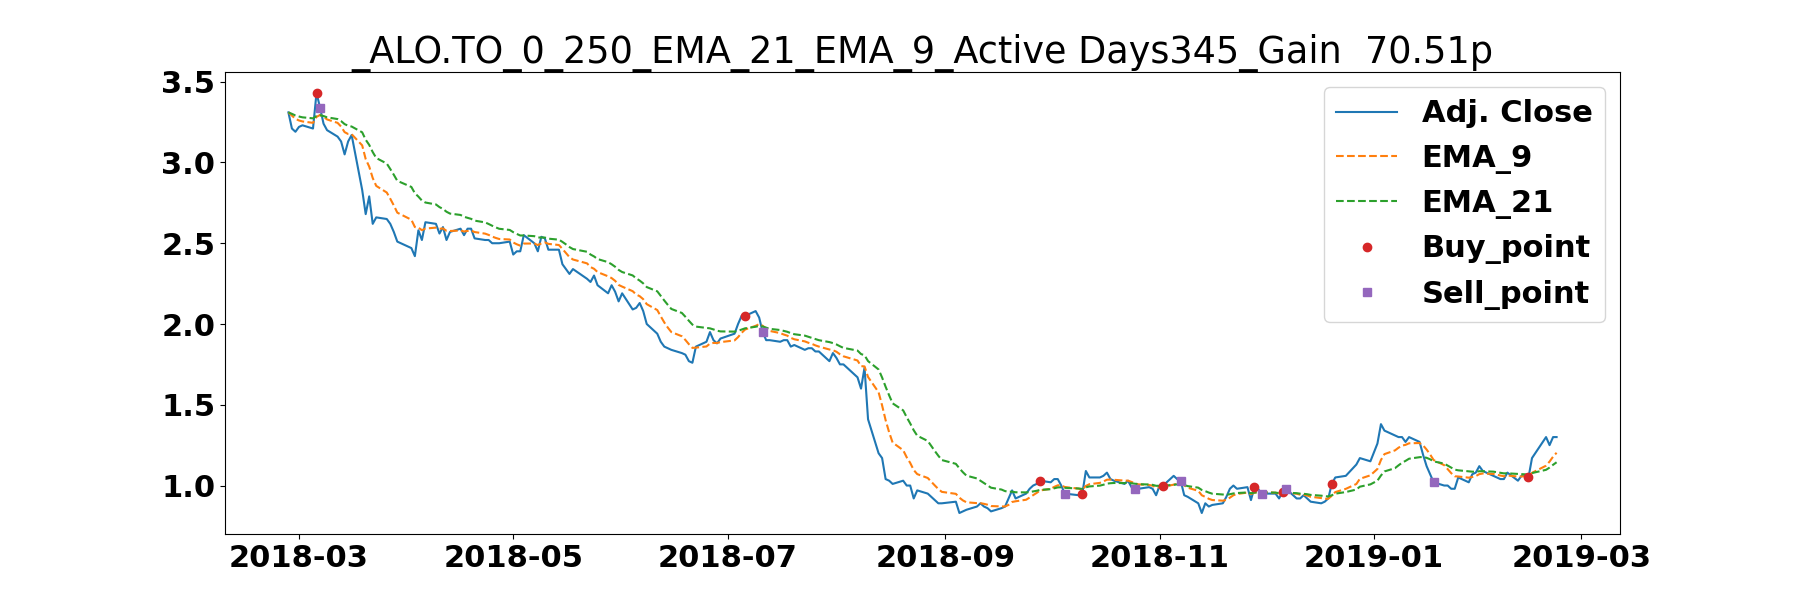 _ALO.TO_0_250_EMA_21_EMA_9_Active Days345_Gain  70.51p
3.5
3.0
2.5
2.0
1.5
1.0
Adj. Close
EMA_9
EMA_21
Buy_point
Sell_point
2018-03 2018-05 2018-07 2018-09 2018-11 2019-01 2019-03